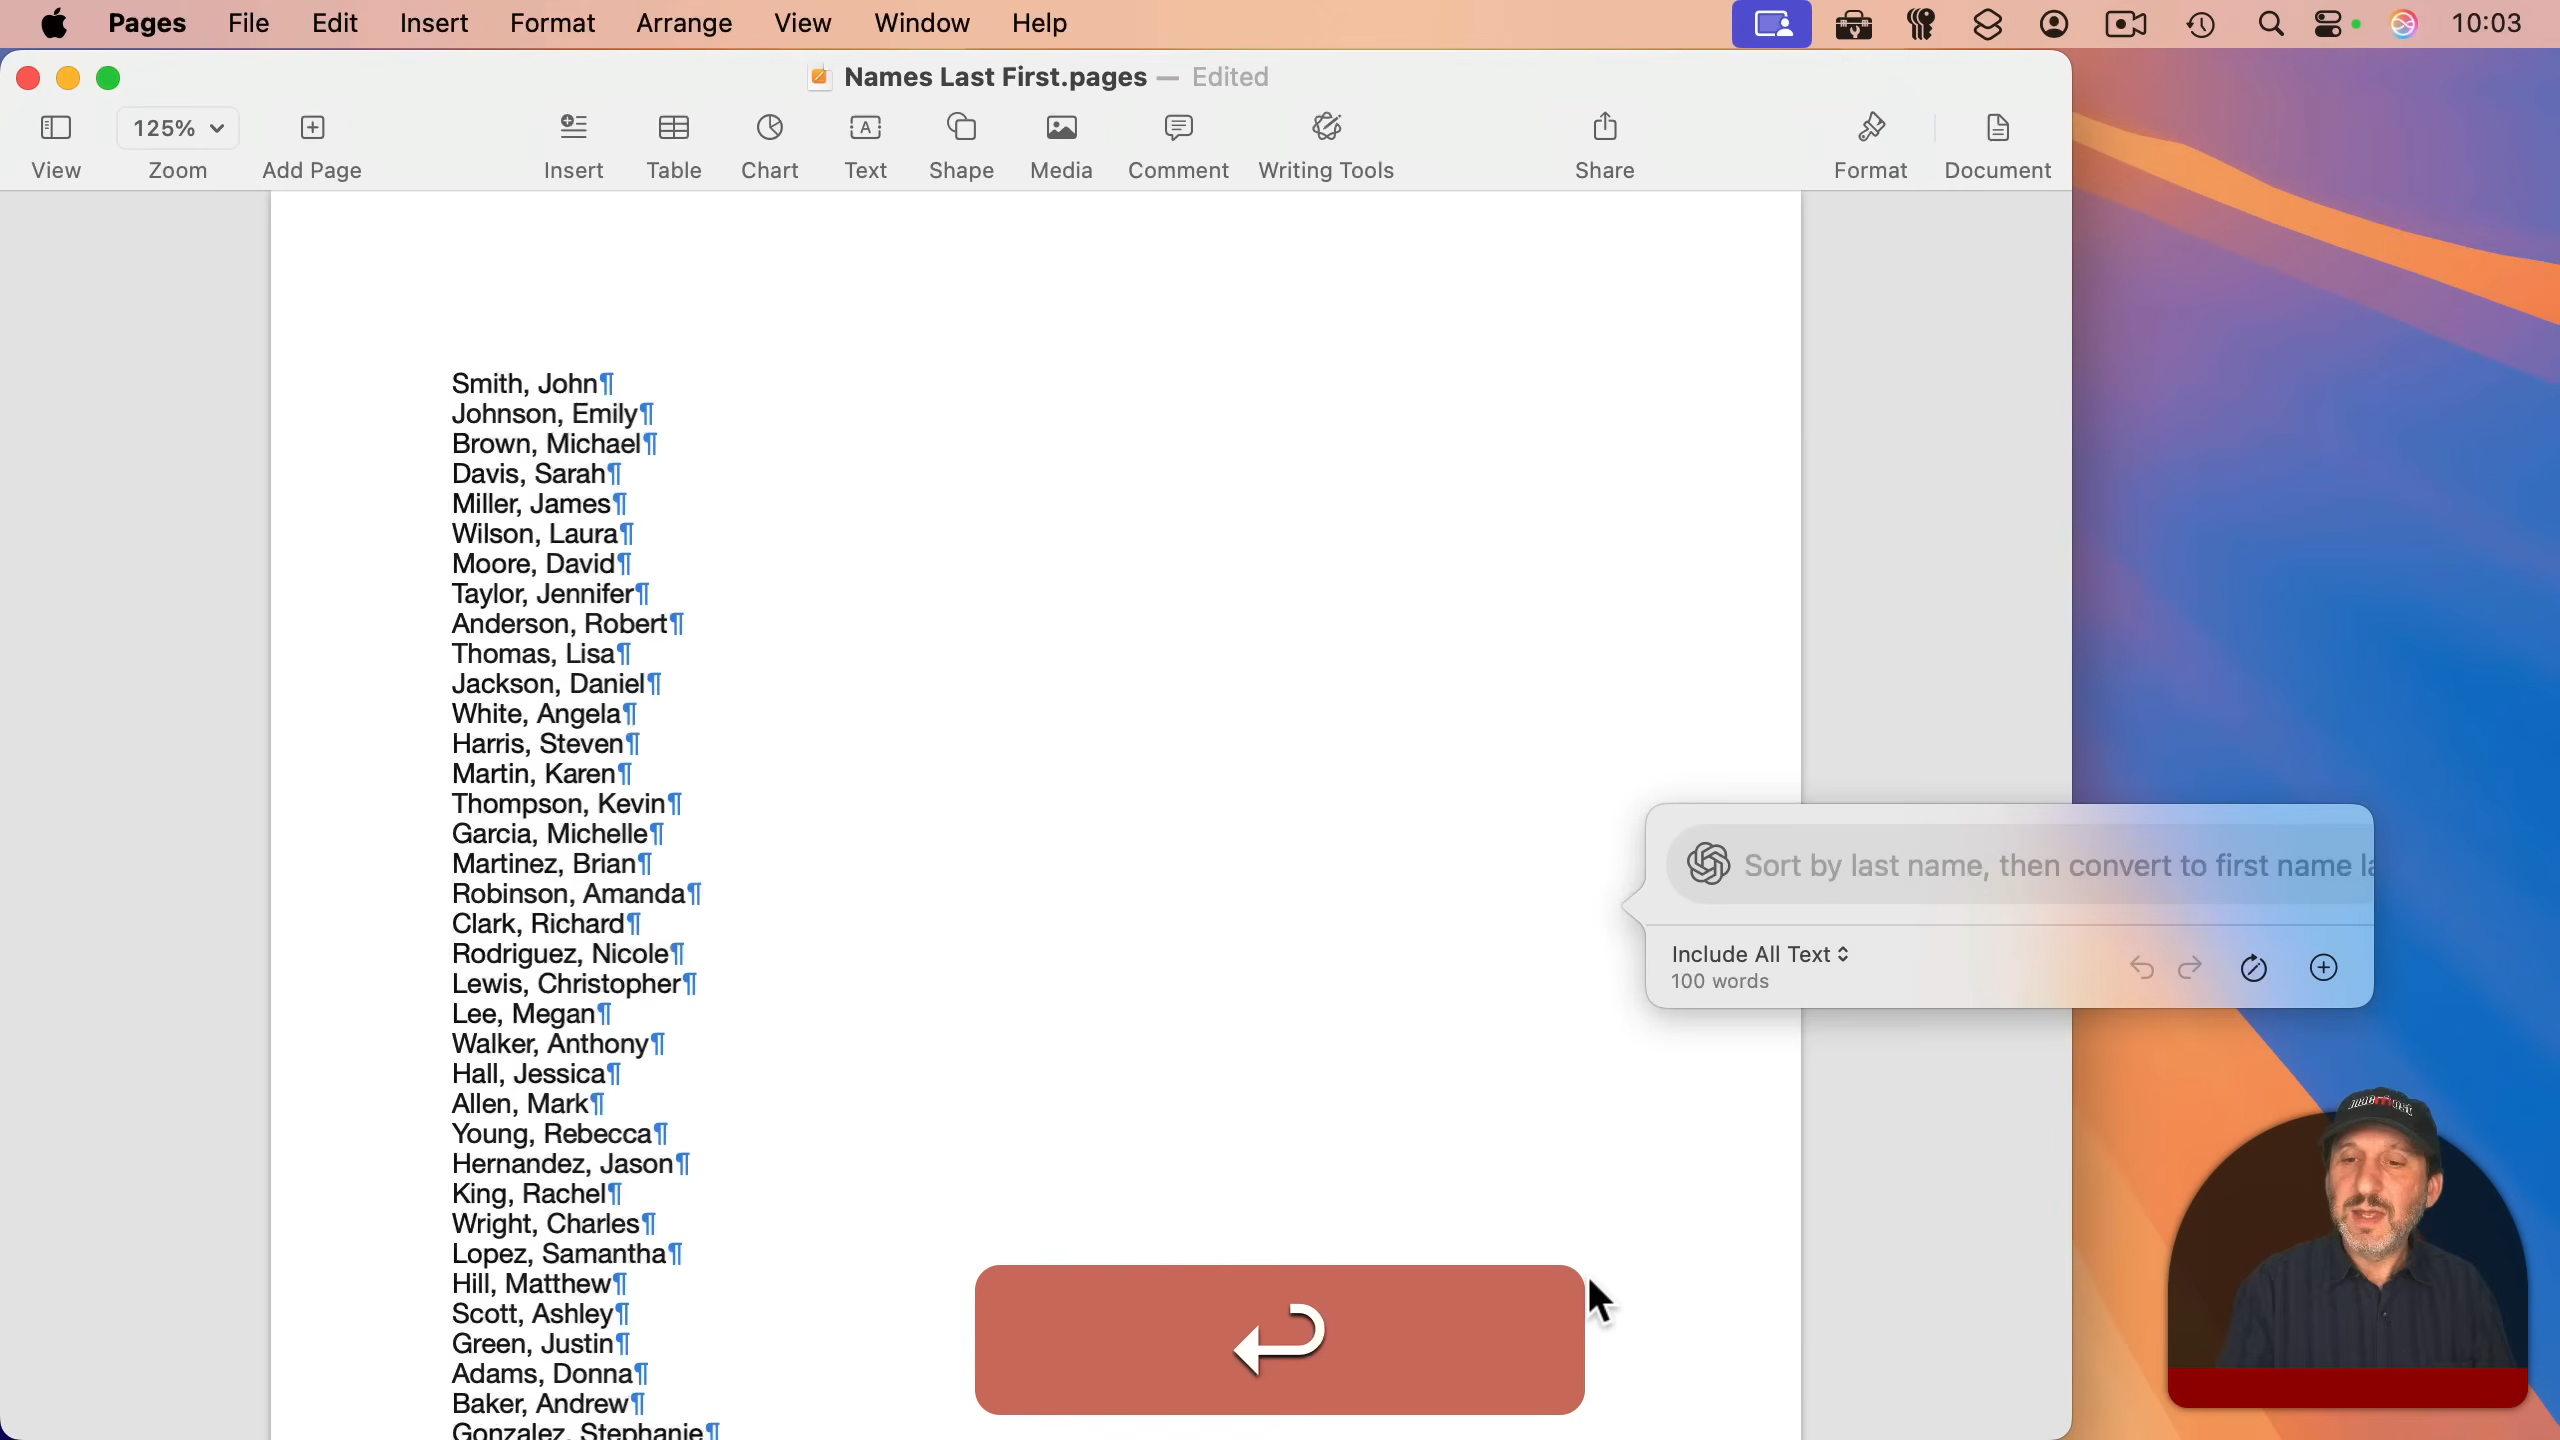 Pages File Edit Insert Format Arrange View Window Help 10:03
Names Last First.pages — Edited
125%
View Zoom Add Page Insert Table Chart Text Shape Media Comment Writing Tools Share Format Document
Smith, John¶
Johnson, Emily¶
Brown, Michael¶
Davis, Sarah¶
Miller, James¶
Wilson, Laura¶
Moore, David¶
Taylor, Jennifer¶
Anderson, Robert¶
Thomas, Lisa¶
Jackson, Daniel¶
White, Angela¶
Harris, Steven¶
Martin, Karen¶
Thompson, Kevin¶
Garcia, Michelle¶
Martinez, Brian¶
Robinson, Amanda¶
Clark, Richard¶
Rodriguez, Nicole¶
Lewis, Christopher¶
Lee, Megan¶
Walker, Anthony¶
Hall, Jessica¶
Allen, Mark¶
Young, Rebecca¶
Hernandez, Jason¶
King, Rachel¶
Wright, Charles¶
Lopez, Samantha¶
Hill, Matthew¶
Scott, Ashley¶
Green, Justin¶
Adams, Donna¶
Baker, Andrew¶
Gonzalez, Stephanie¶
Sort by last name, then convert to first name la
Include All Text
100 words